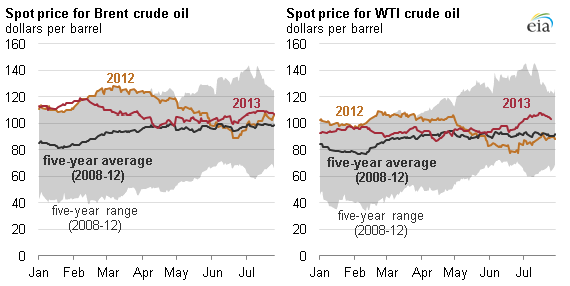 Spot price for Brent crude oil
dollars per barrel
160
140
120
100
80
60
40
20
0
2012
2013
five-year average
(2008-12)
five-year range
(2008-12)
Jan Feb Mar Apr May Jun Jul
Spot price for WTI crude oil
dollars per barrel
eia
160
140
120
100
80
60
40
20
0
2012
2013
five-year average
(2008-12)
five-year range
(2008-12)
Jan Feb Mar Apr May Jun Jul